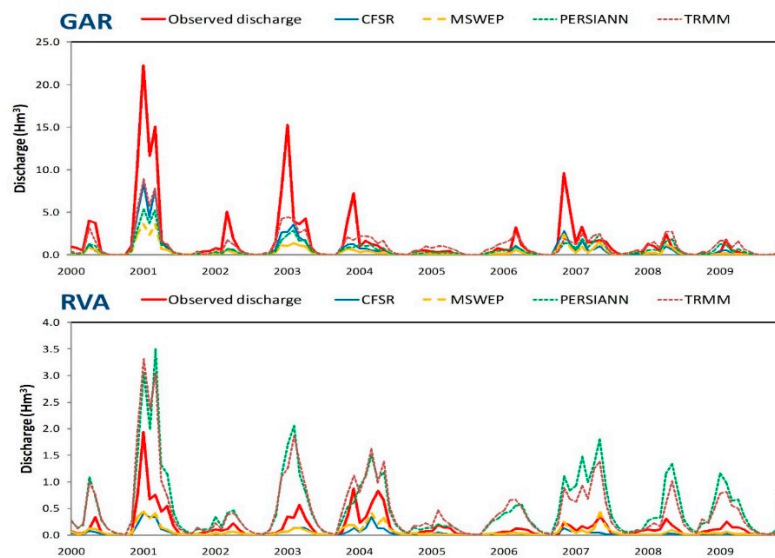 GAR
Observed discharge CFSR MSWEP PERSIANN TRMM
Discharge (Hm³)
25.0
20.0
15.0
10.0
5.0
0.0
2000 2001 2002 2003 2004 2005 2006 2007 2008 2009
RVA
Observed discharge CFSR MSWEP PERSIANN TRMM
Discharge (Hm³)
4.0
3.5
3.0
2.5
2.0
1.5
1.0
0.5
0.0
2000 2001 2002 2003 2004 2005 2006 2007 2008 2009